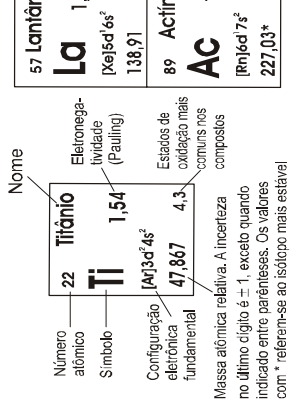 57 Lantân
La 1,
[Xe]5d¹6s²
138,91
89 Actín
Ac
[Rn]6d¹7s²
227,03*
Nome
Número
atômico
22 Titânio
Eletronega-
tividade
(Pauling)
Símbolo
Ti 1,54
Configuração
eletrônica
fundamental
[Ar]3d²4s²
47,867 4,3
Estados de
oxidação mais
comuns nos
compostos
Massa atômica relativa. A incerteza
no último dígito é ± 1, exceto quando
indicado entre parênteses. Os valores
com * referem-se ao isótopo mais estável